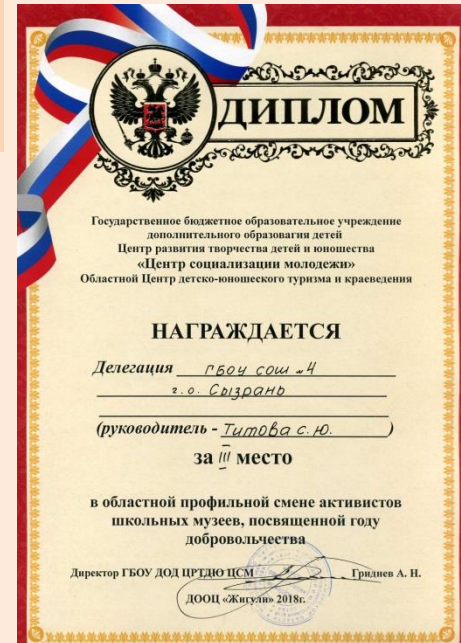 ДИПЛОМ
Государственное бюджетное образовательное учреждение
дополнительного образования детей
Центр развития творчества детей и юношества
«Центр социализации молодежи»
Областной Центр детско-юношеского туризма и краеведения
НАГРАЖДАЕТСЯ
Делегация ГБОУ СОШ №4
г.о. Сызрань
(руководитель - Титова С.Ю. )
за III место
в областной профильной смене активистов
школьных музеев, посвященной году
добровольчества
Директор ГБОУ ДОД ЦРТДЮ ЦСМ Гриднев А. Н.
ДООЦ «Жигули» 2018г.